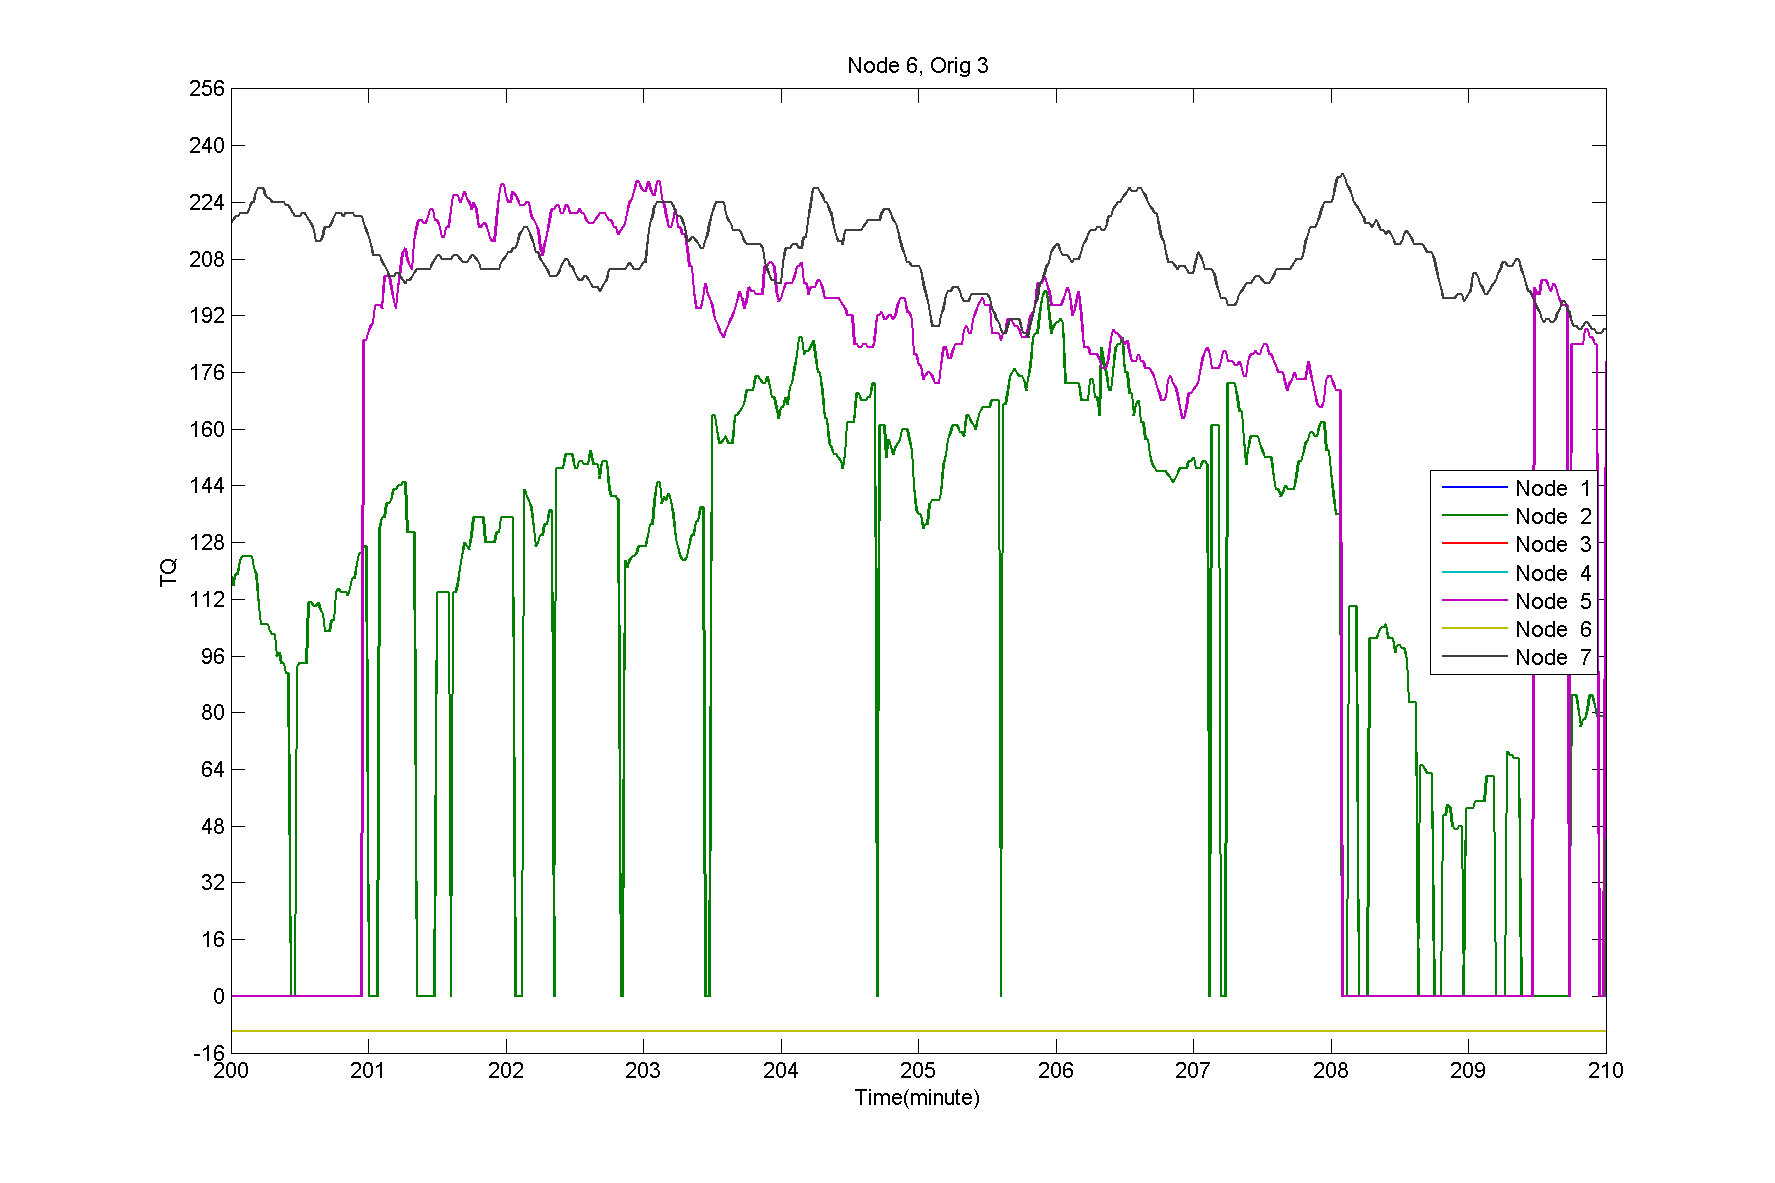 Node 6, Orig 3
256
240
224
208
192
176
160
144
128
112
96
80
64
48
32
16
0
-16
TQ
Node 1
Node 2
Node 3
Node 4
Node 5
Node 6
Node 7
200 201 202 203 204 205 206 207 208 209 210
Time(minute)